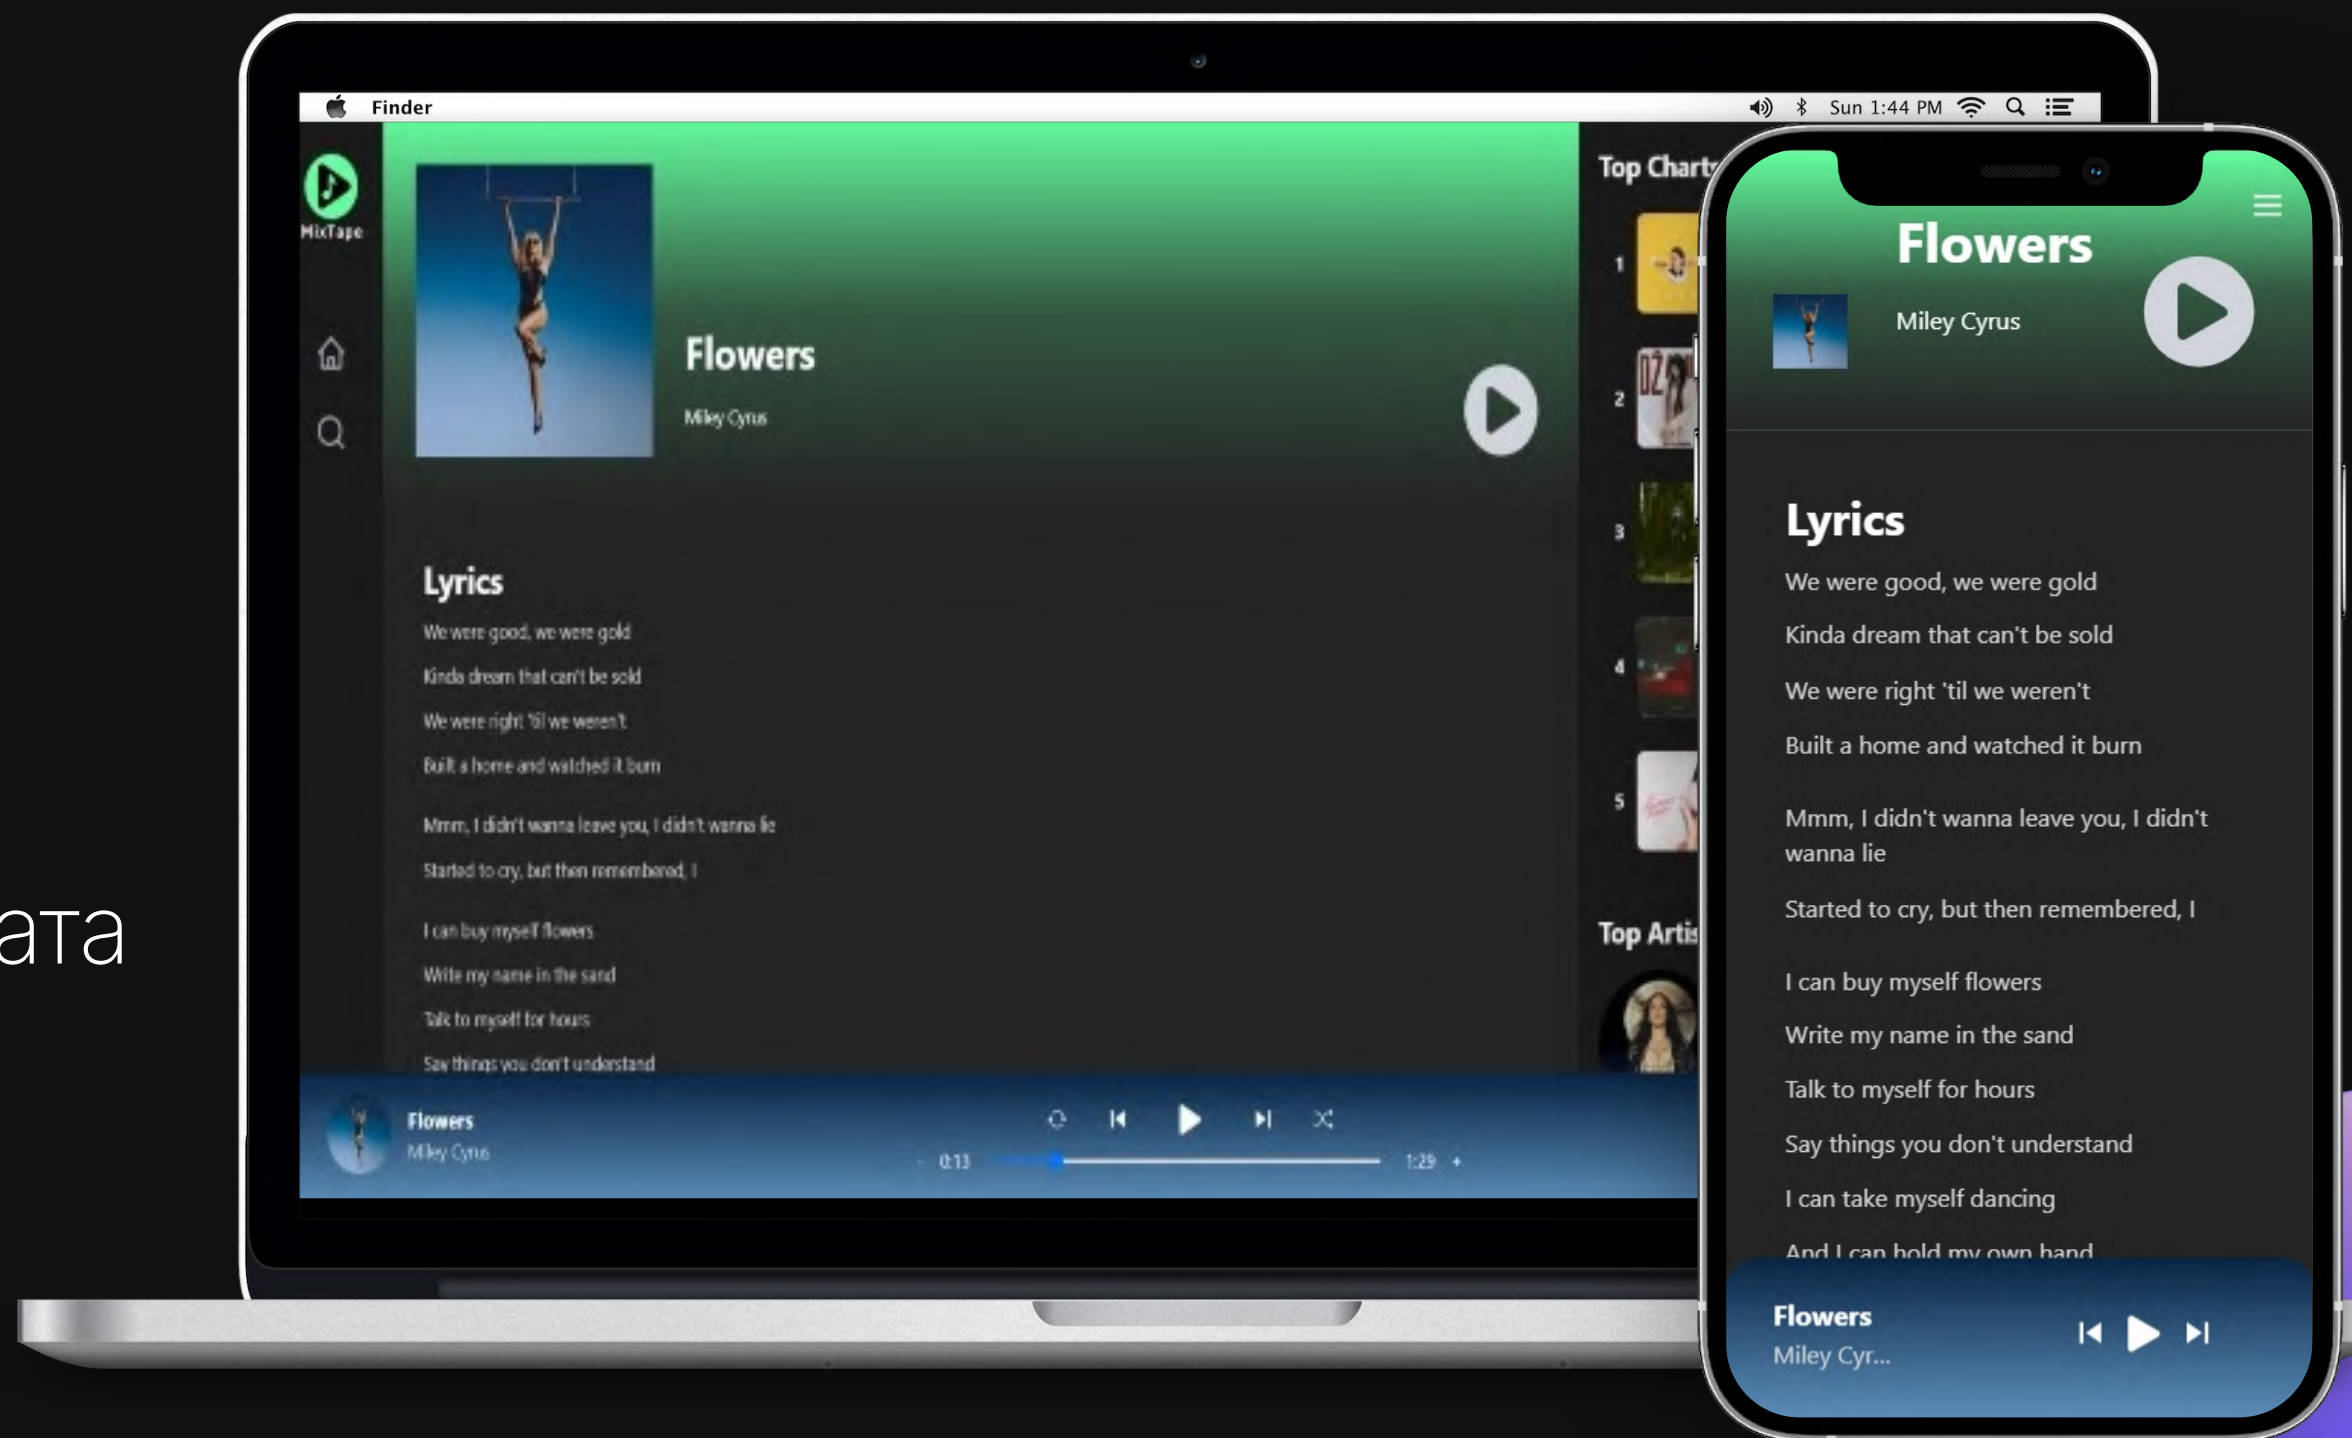 Finder
Sun 1:44 PM
MixTape
Flowers
Miley Cyrus
Lyrics
We were good, we were gold
Kinda dream that can't be sold
We were right 'til we weren't
Built a home and watched it burn
Mmm, I didn't wanna leave you, I didn't wanna lie
Started to cry, but then remembered, I
I can buy myself flowers
Write my name in the sand
Talk to myself for hours
Say things you don't understand
Flowers
Miley Cyrus
0:13
1:29
Top Charts
1
2
3
4
5
Top Artis
Flowers
Miley Cyrus
Lyrics
We were good, we were gold
Kinda dream that can't be sold
We were right 'til we weren't
Built a home and watched it burn
Mmm, I didn't wanna leave you, I didn't
wanna lie
Started to cry, but then remembered, I
I can buy myself flowers
Write my name in the sand
Talk to myself for hours
Say things you don't understand
I can take myself dancing
And I can hold my own hand
Flowers
Miley Cyr...
ата